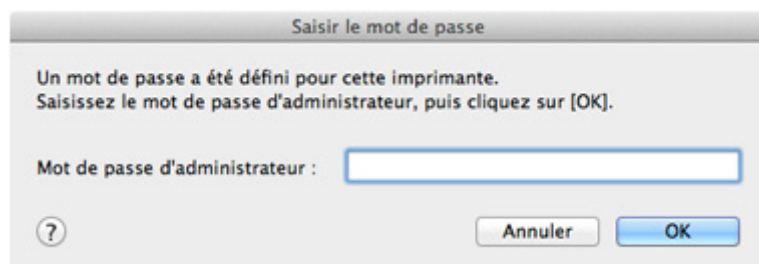 Saisir le mot de passe
Un mot de passe a été défini pour cette imprimante.
Saisissez le mot de passe d'administrateur, puis cliquez sur [OK].
Mot de passe d'administrateur :
?
Annuler
OK